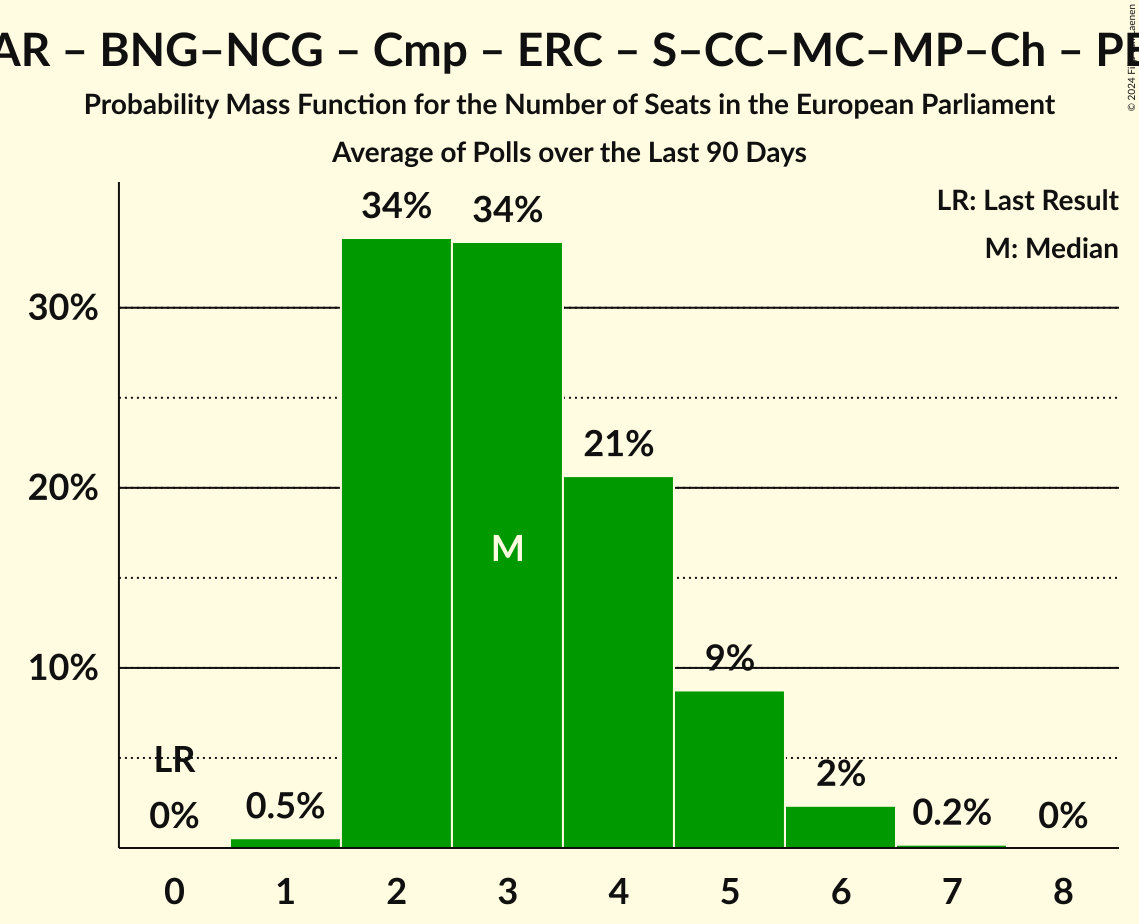 AR – BNG–NCG – Cmp – ERC – S–CC–MC–MP–Ch –
Probability Mass Function for the Number of Seats in the European Parliament
Average of Polls over the Last 90 Days
LR: Last Result
M: Median
34% 34%
30%
21%
20%
M
9%
10%
LR
2%
0% 0.5% 0.2% 0%
0 1 2 3 4 5 6 7 8
© 2024